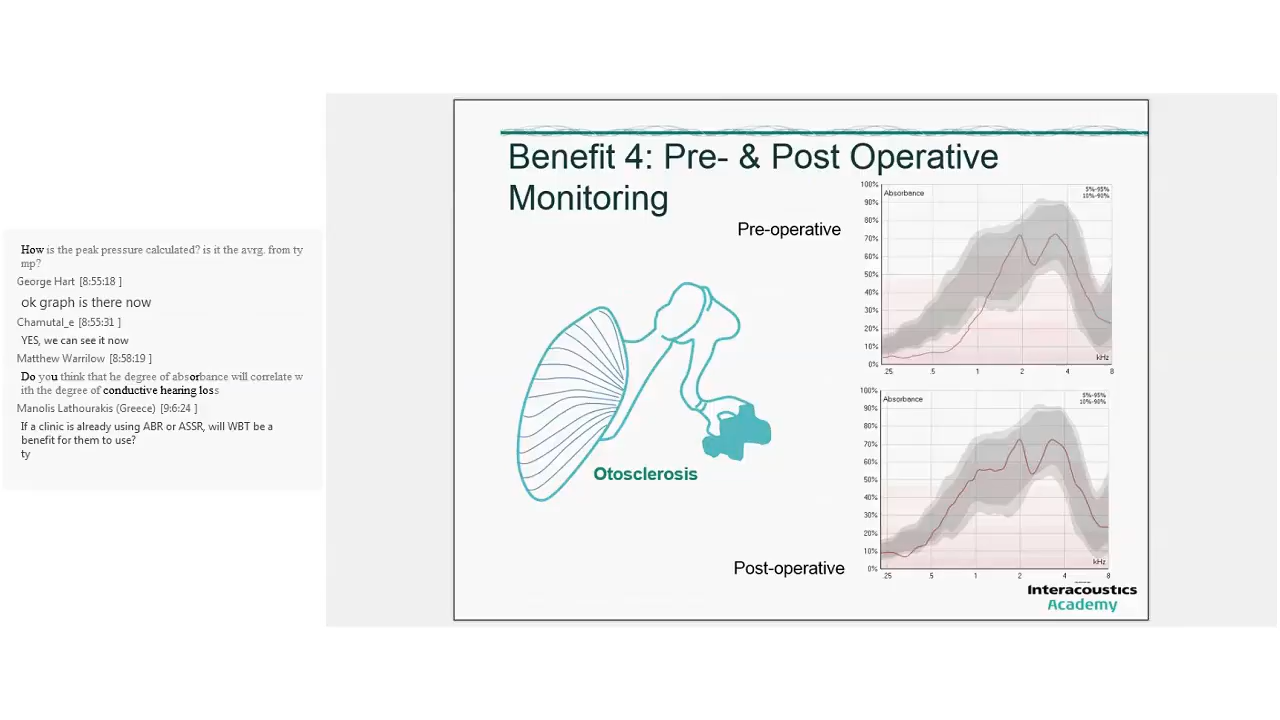 How is the peak pressure calculated? is it the avrg. from ty
mp?
George Hart [8:55:18 ]
ok graph is there now
Chamutal_e [8:55:31 ]
YES, we can see it now
Matthew Warrilow [8:58:19 ]
Do you think that he degree of absorbance will correlate w
ith the degree of conductive hearing loss
Manolis Lathourakis (Greece) [9:6:24 ]
If a clinic is already using ABR or ASSR, will WBT be a
benefit for them to use?
ty
Benefit 4: Pre- & Post Operative
Monitoring
Pre-operative
100%
90%
80%
70%
60%
50%
40%
30%
20%
10%
0%
Absorbance
5%-95%
10%-90%
kHz
.25 .5 1 2 4 8
Otosclerosis
Post-operative
100%
90%
80%
70%
60%
50%
40%
30%
20%
10%
0%
Absorbance
5%-95%
10%-90%
kHz
.25 .5 1 2 4 8
Interacoustics
Academy